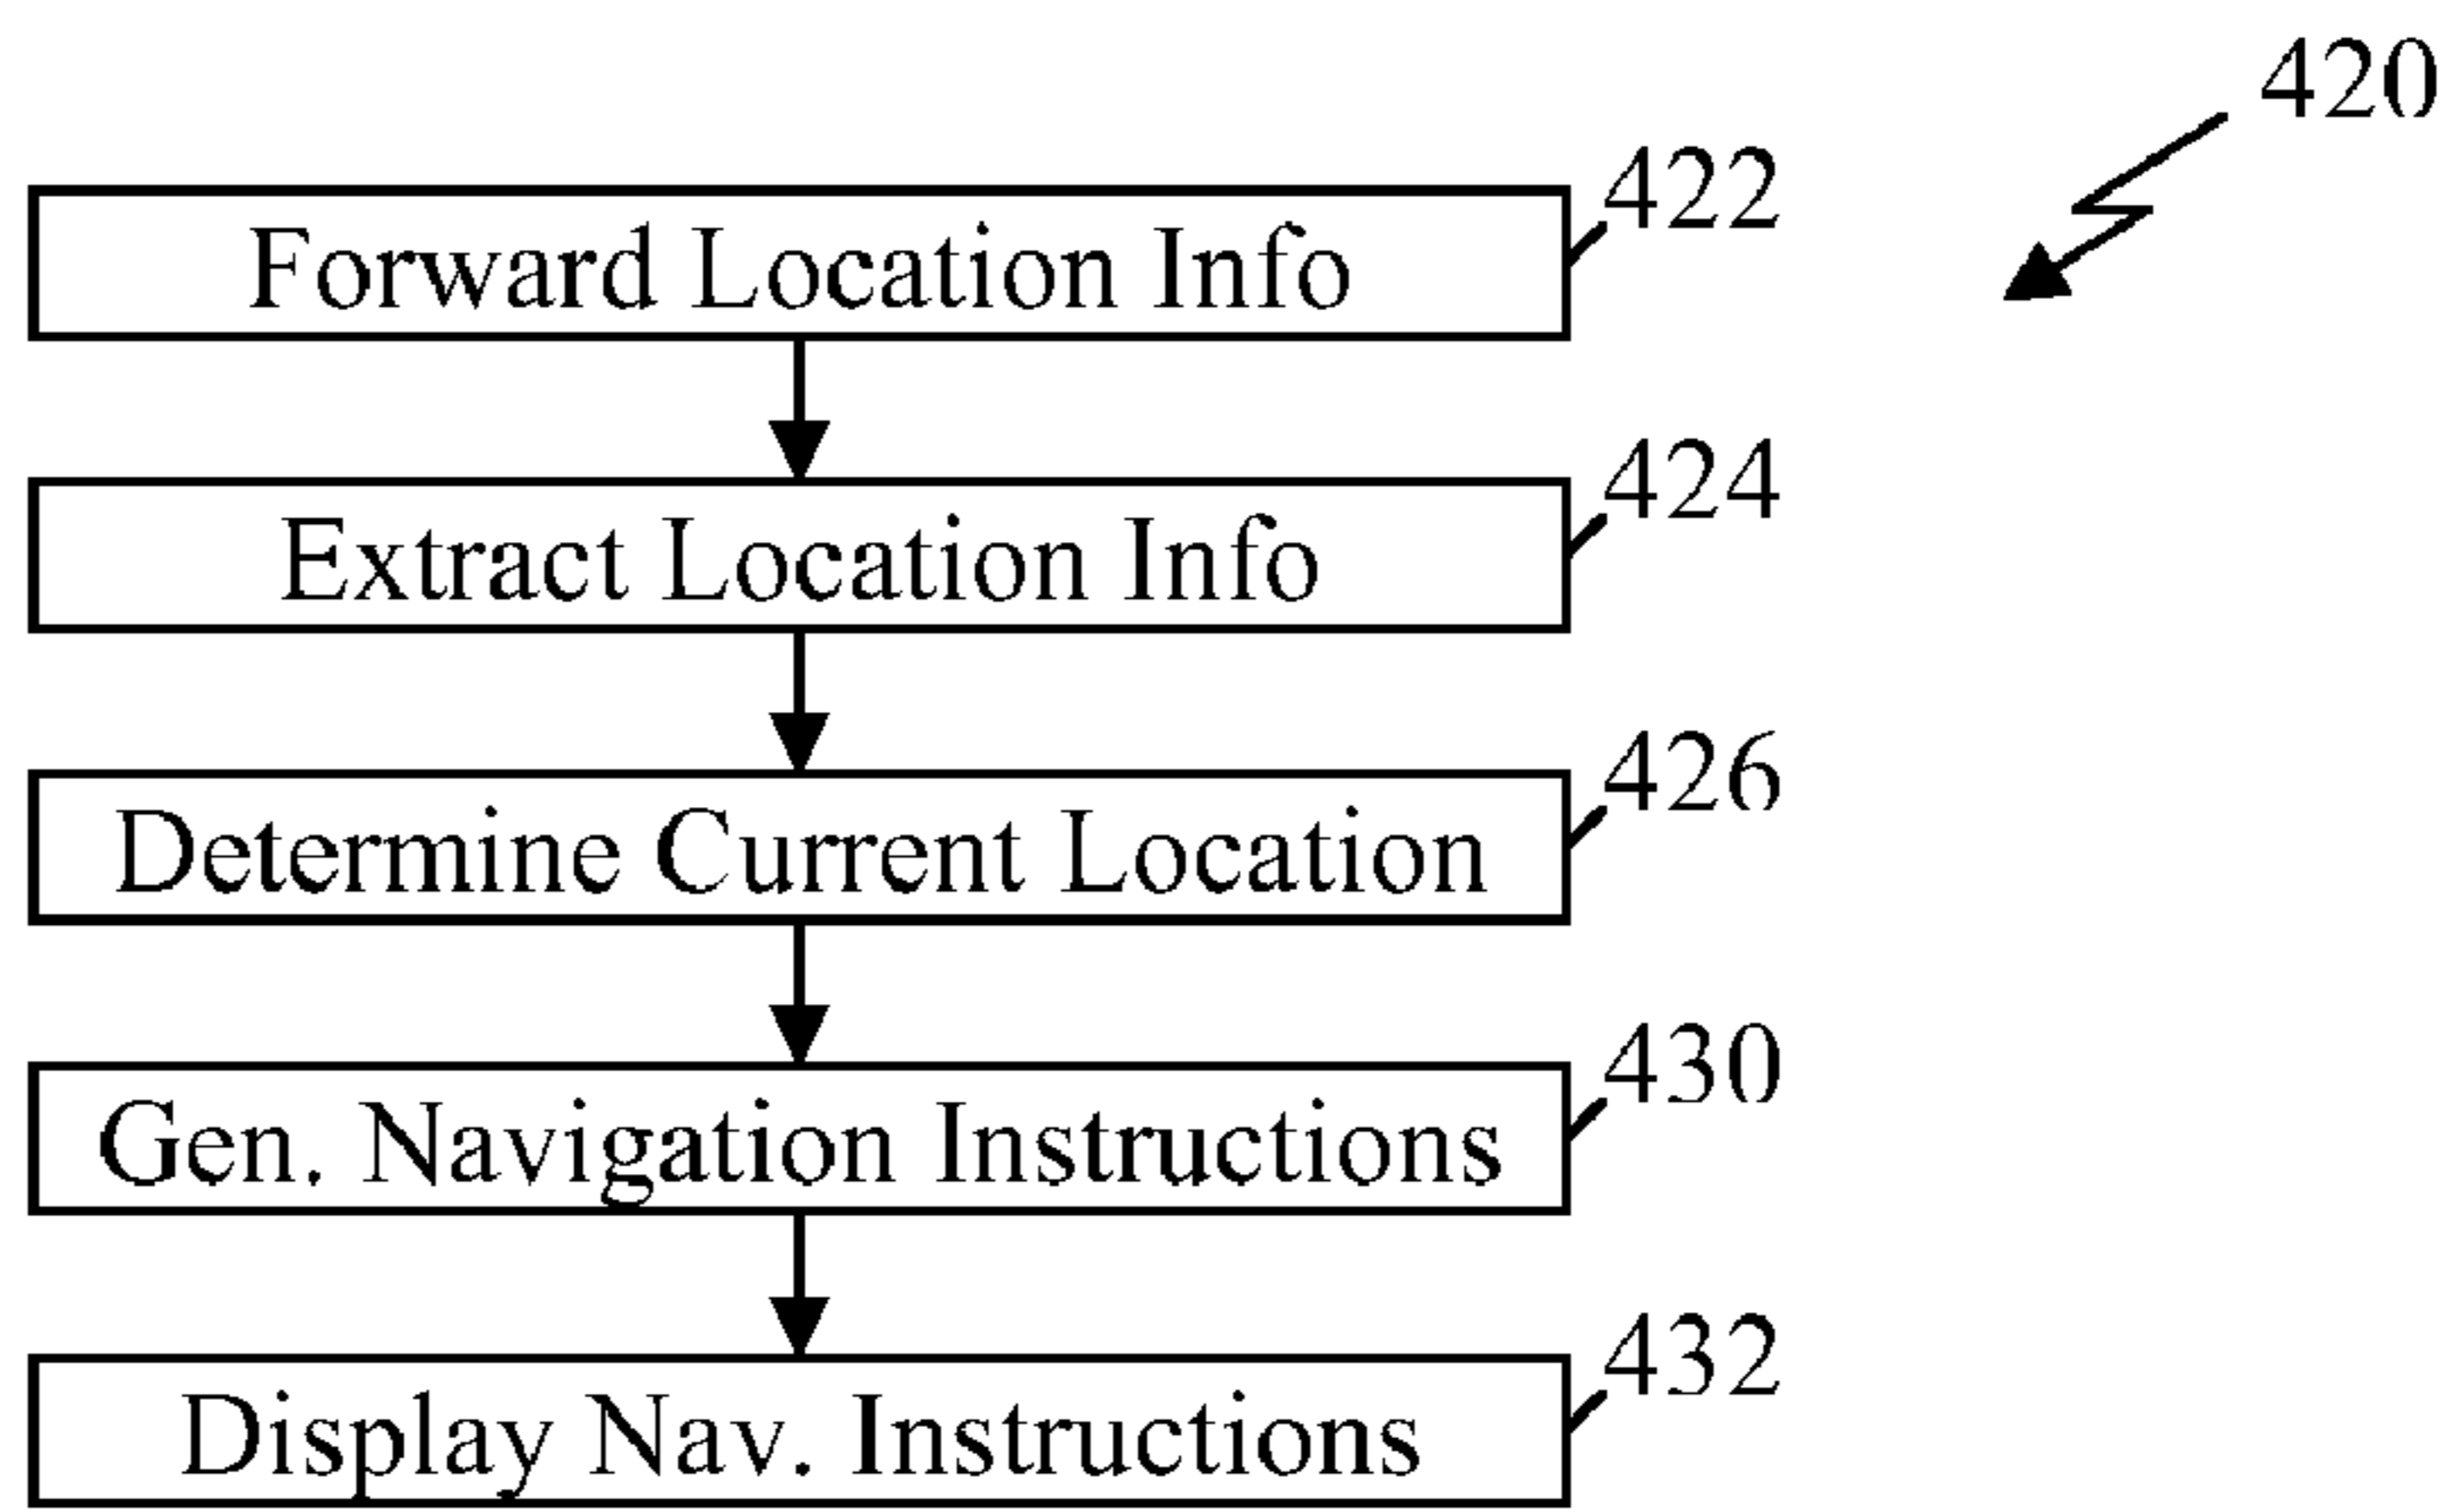 420
422
Forward Location Info
424
Extract Location Info
426
Determine Current Location
430
Gen. Navigation Instructions
432
Display Nav. Instructions